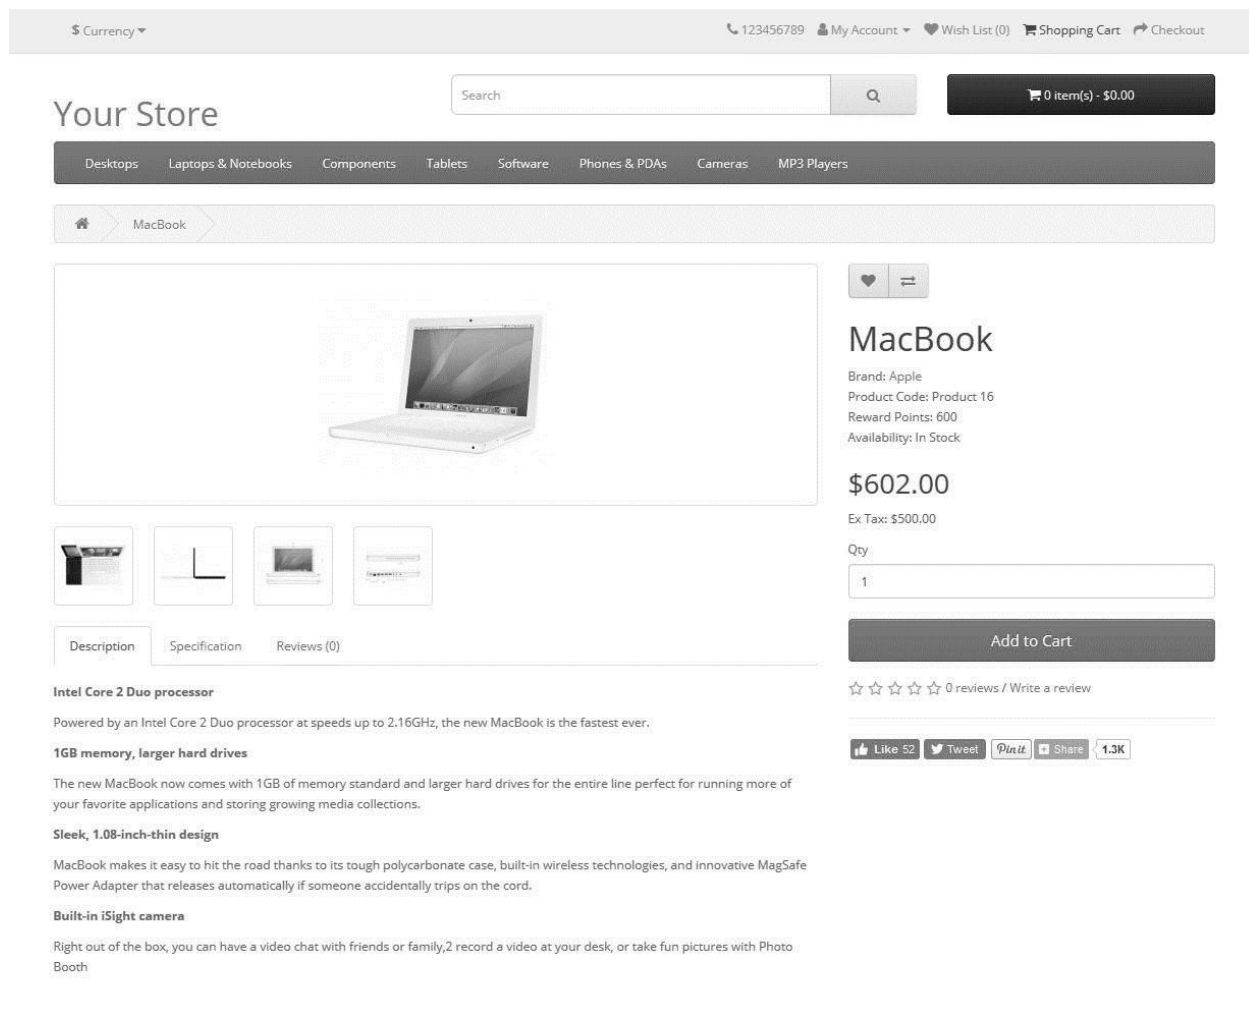 $ Currency
123456789 My Account Wish List (0) Shopping Cart Checkout
Your Store
Search
0 item(s) - $0.00
Desktops Laptops & Notebooks Components Tablets Software Phones & PDAs Cameras MP3 Players
MacBook
MacBook
Brand: Apple
Product Code: Product 16
Reward Points: 600
Availability: In Stock
$602.00
Ex Tax: $500.00
Qty
1
Add to Cart
0 reviews / Write a review
Like 52 Tweet Pin it Share 1.3K
Description Specification Reviews (0)
Intel Core 2 Duo processor
Powered by an Intel Core 2 Duo processor at speeds up to 2.16GHz, the new MacBook is the fastest ever.
1GB memory, larger hard drives
The new MacBook now comes with 1GB of memory standard and larger hard drives for the entire line perfect for running more of
your favorite applications and storing growing media collections.
Sleek, 1.08-inch-thin design
MacBook makes it easy to hit the road thanks to its tough polycarbonate case, built-in wireless technologies, and innovative MagSafe
Power Adapter that releases automatically if someone accidentally trips on the cord.
Built-in iSight camera
Right out of the box, you can have a video chat with friends or family,2 record a video at your desk, or take fun pictures with Photo
Booth